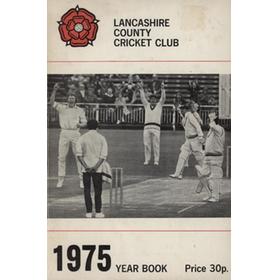 LANCASHIRE
COUNTY
CRICKET CLUB
1975 YEAR BOOK Price 30p.